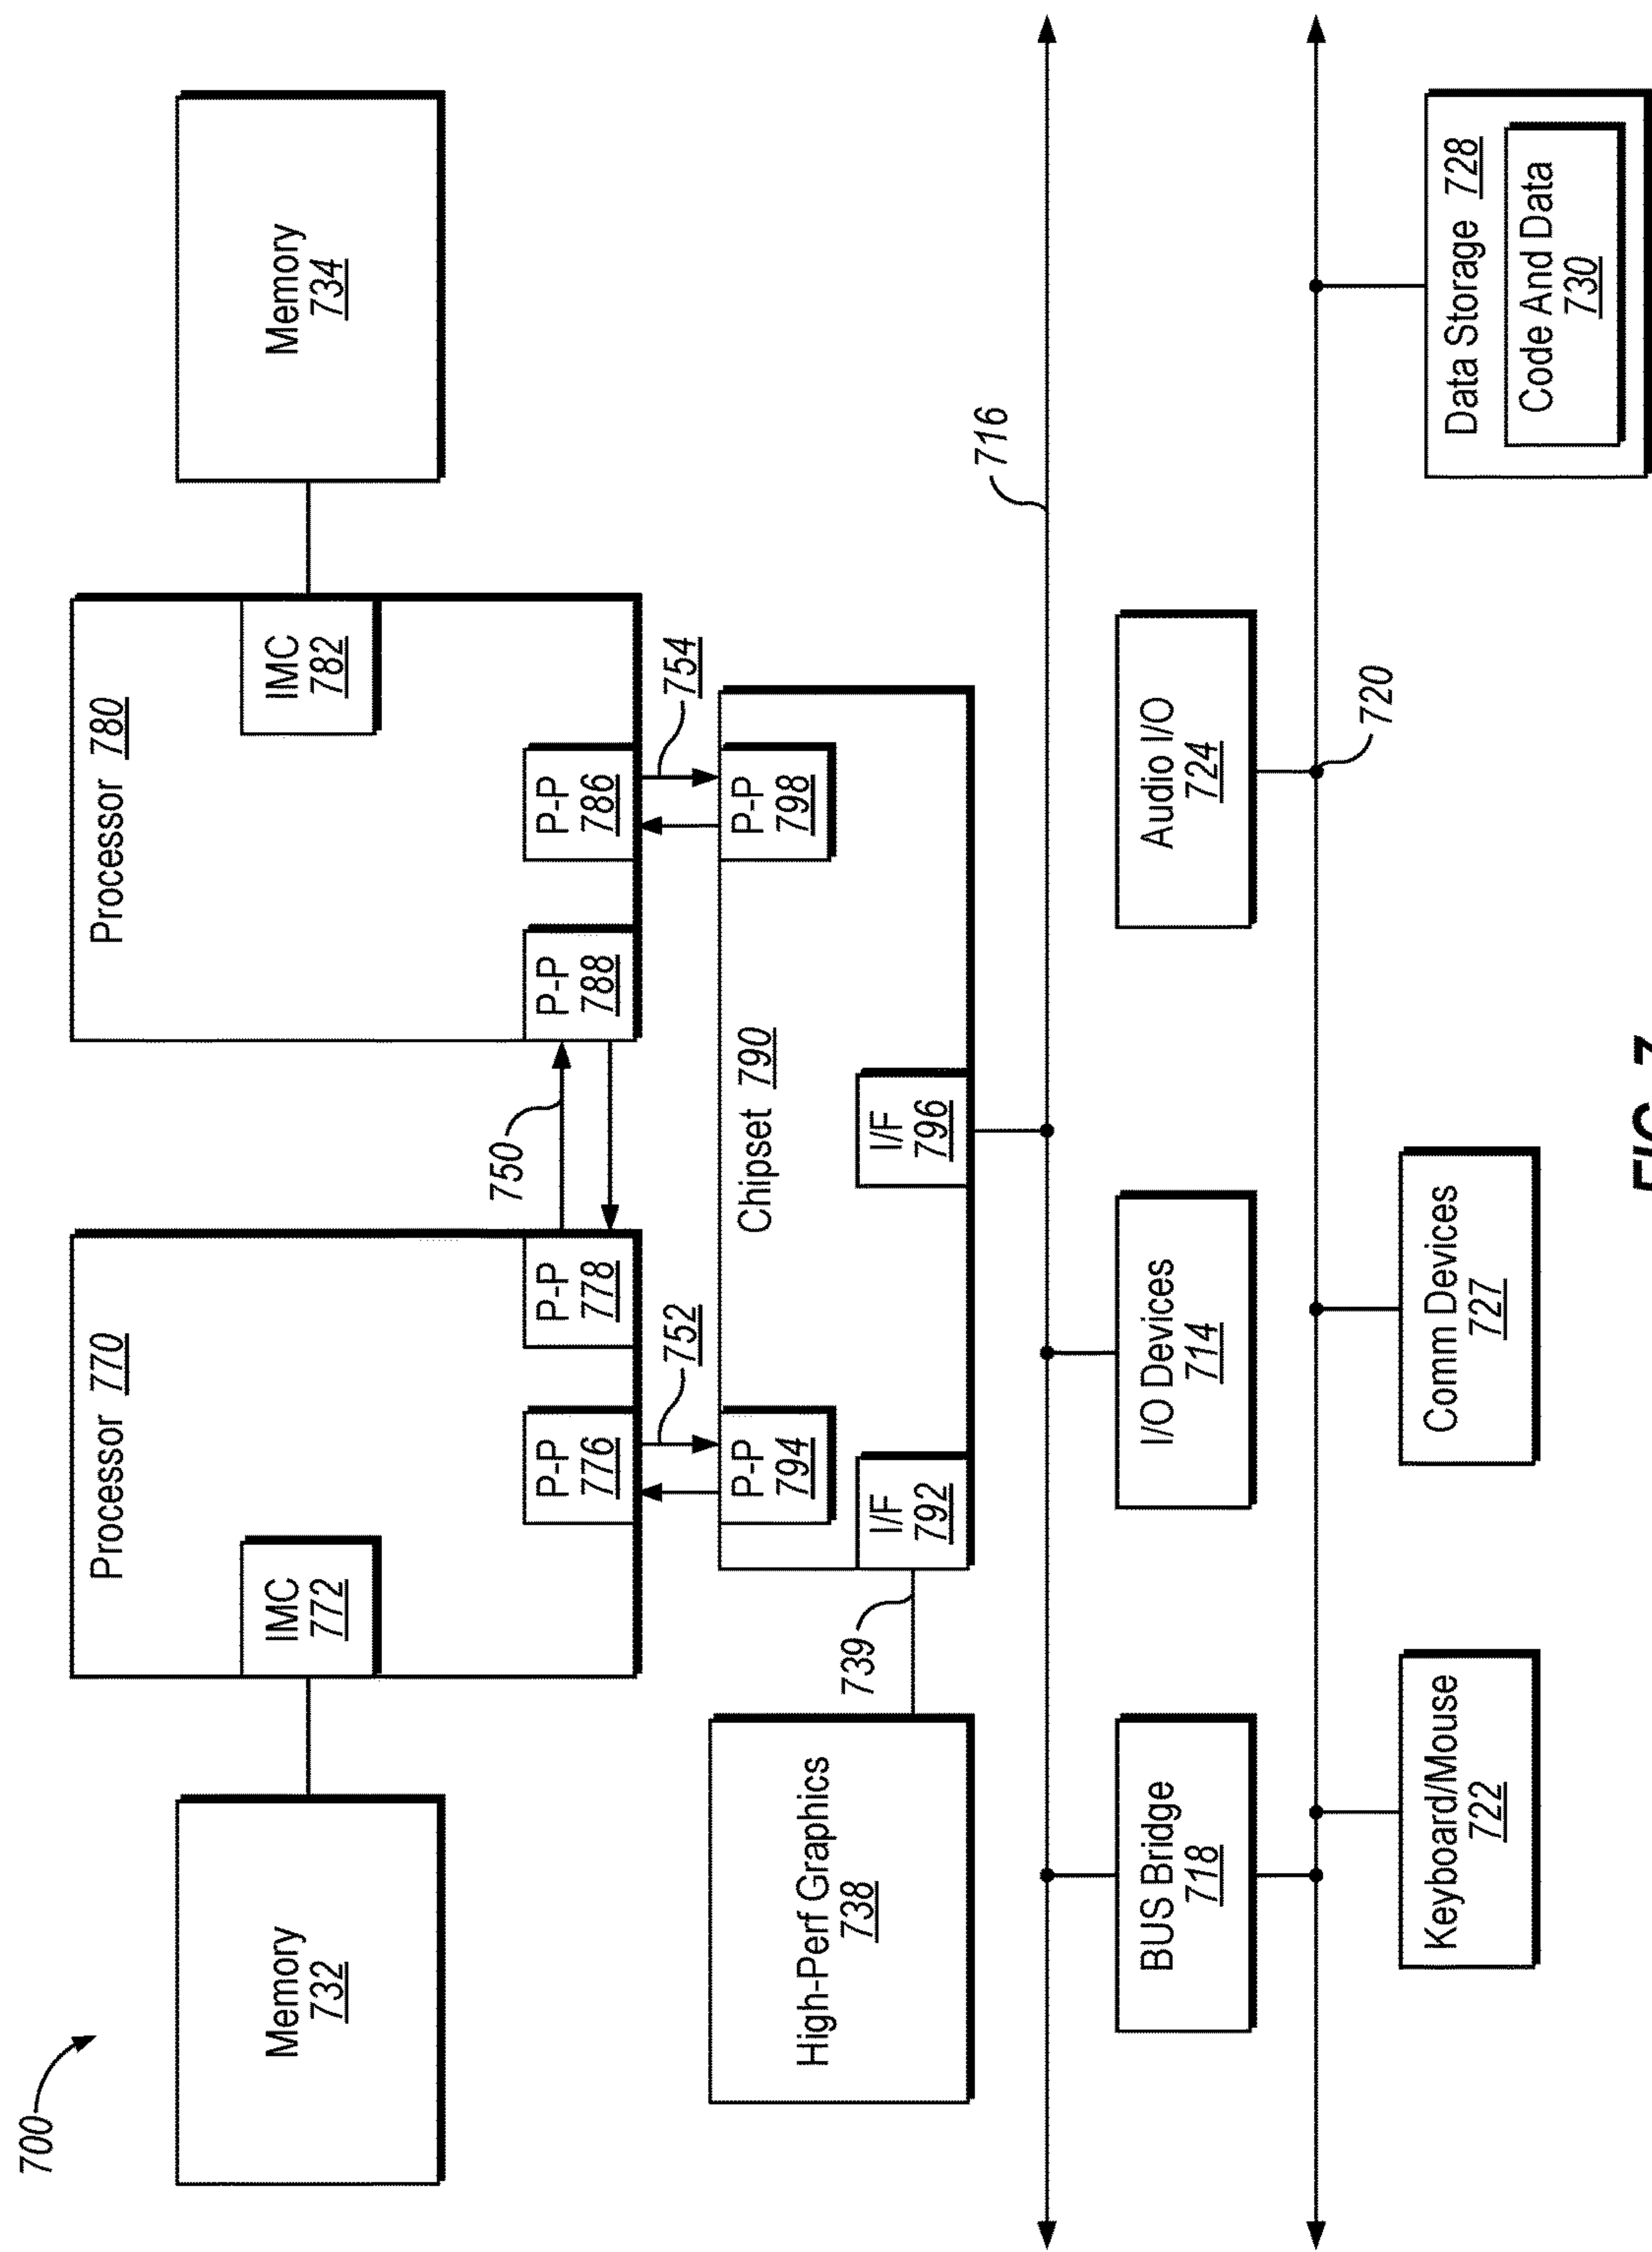 700
Processor 770
Processor 780
Memory
732
IMC
772
IMC
782
Memory
734
750
P-P
776
P-P
778
P-P
788
P-P
786
752
754
High-Perf Graphics
738
739
P-P
794
Chipset 790
P-P
798
I/F
792
I/F
796
716
BUS Bridge
718
I/O Devices
714
Audio I/O
724
720
Keyboard/Mouse
722
Comm Devices
727
Data Storage 728
Code And Data
730